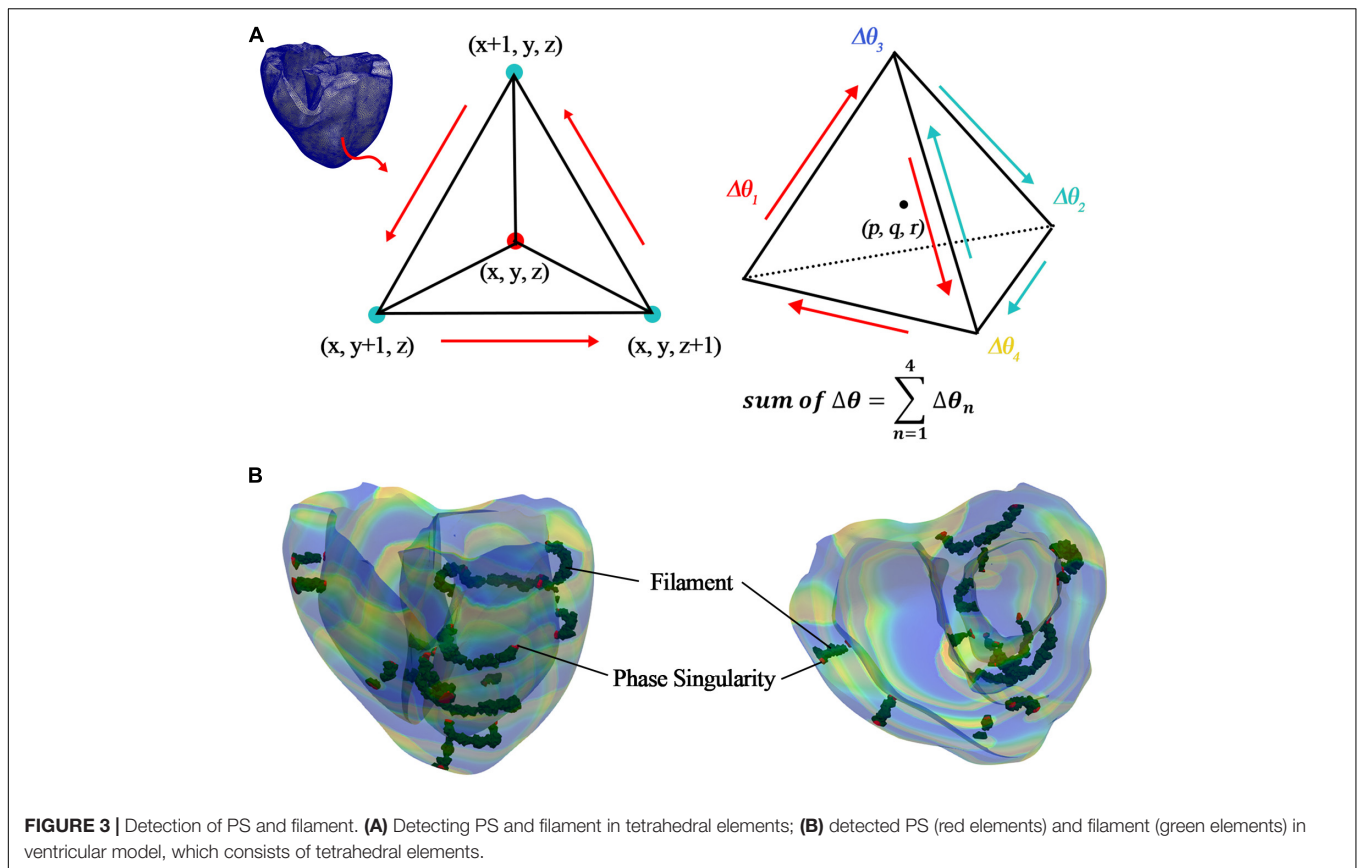 A
(x+1, y, z)
(x, y, z)
(x, y+1, z)
(x, y, z+1)
Δθ₃
Δθ₁
Δθ₂
(p, q, r)
Δθ₄
sum of Δθ = ∑ₙ₌₁⁴ Δθₙ
B
Filament
Phase Singularity
FIGURE 3 | Detection of PS and filament. (A) Detecting PS and filament in tetrahedral elements; (B) detected PS (red elements) and filament (green elements) in
ventricular model, which consists of tetrahedral elements.